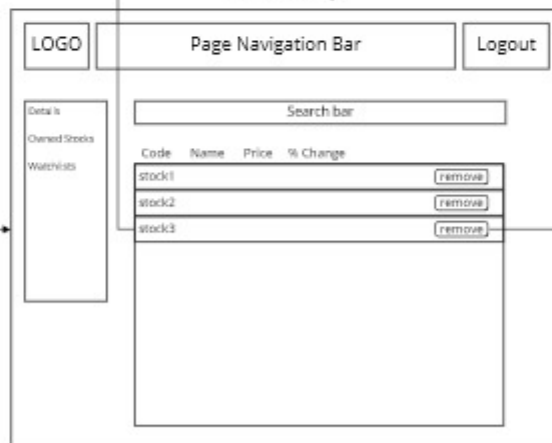 LOGO
Page Navigation Bar
Logout
Details
Owned Stocks
Watchlists
Search bar
Code Name Price % Change
stock1 remove
stock2 remove
stock3 remove